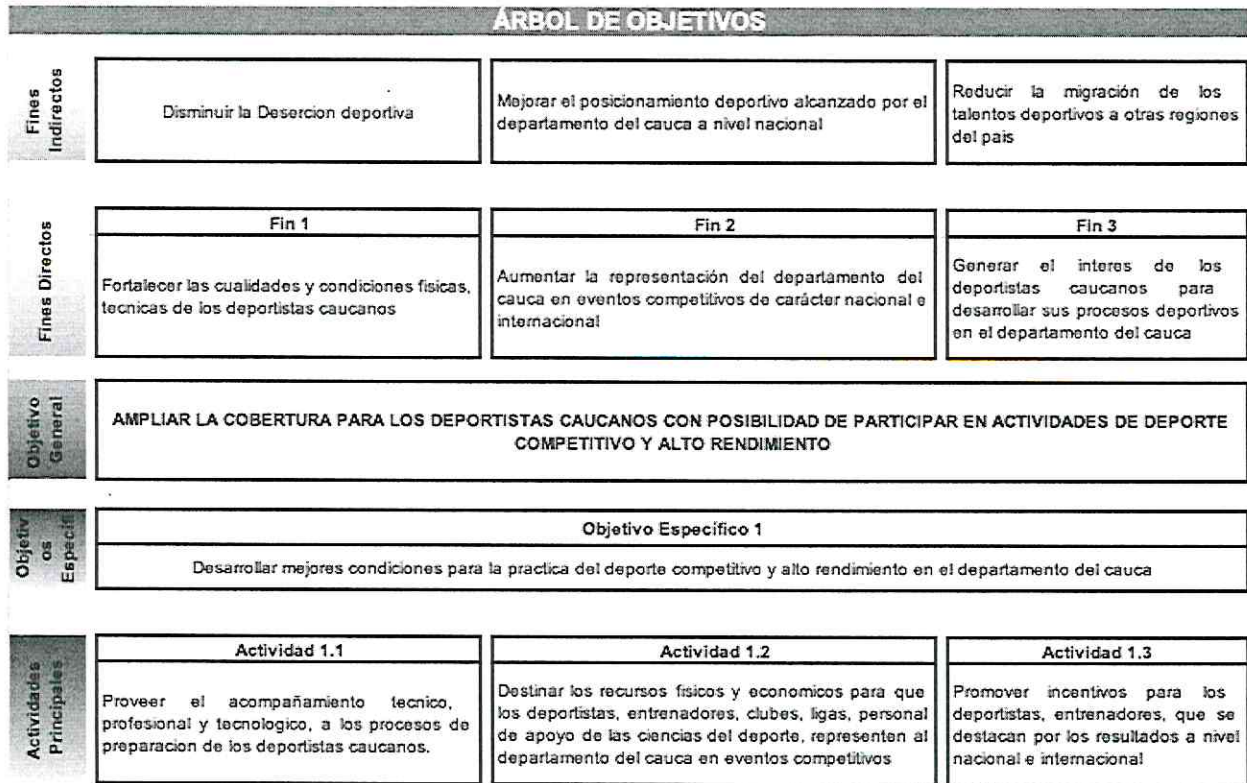 ÁRBOL DE OBJETIVOS
Fines
Indirectos
Disminuir la Desercion deportiva
Mejorar el posicionamiento deportivo alcanzado por el
departamento del cauca a nivel nacional
Reducir la migración de los
talentos deportivos a otras regiones
del pais
Fines Directos
Fin 1
Fortalecer las cualidades y condiciones fisicas,
tecnicas de los deportistas caucanos
Fin 2
Aumentar la representación del departamento del
cauca en eventos competitivos de carácter nacional e
internacional
Fin 3
Generar el interes de los
deportistas caucanos para
desarrollar sus procesos deportivos
en el departamento del cauca
Objetivo
General
AMPLIAR LA COBERTURA PARA LOS DEPORTISTAS CAUCANOS CON POSIBILIDAD DE PARTICIPAR EN ACTIVIDADES DE DEPORTE
COMPETITIVO Y ALTO RENDIMIENTO
Objetiv
os
Específ
Objetivo Específico 1
Desarrollar mejores condiciones para la practica del deporte competitivo y alto rendimiento en el departamento del cauca
Actividades
Principales
Actividad 1.1
Proveer el acompañamiento tecnico,
profesional y tecnologico, a los procesos de
preparacion de los deportistas caucanos.
Actividad 1.2
Destinar los recursos fisicos y economicos para que
los deportistas, entrenadores, clubes, ligas, personal
de apoyo de las ciencias del deporte, representen al
departamento del cauca en eventos competitivos
Actividad 1.3
Promover incentivos para los
deportistas, entrenadores, que se
destacan por los resultados a nivel
nacional e internacional